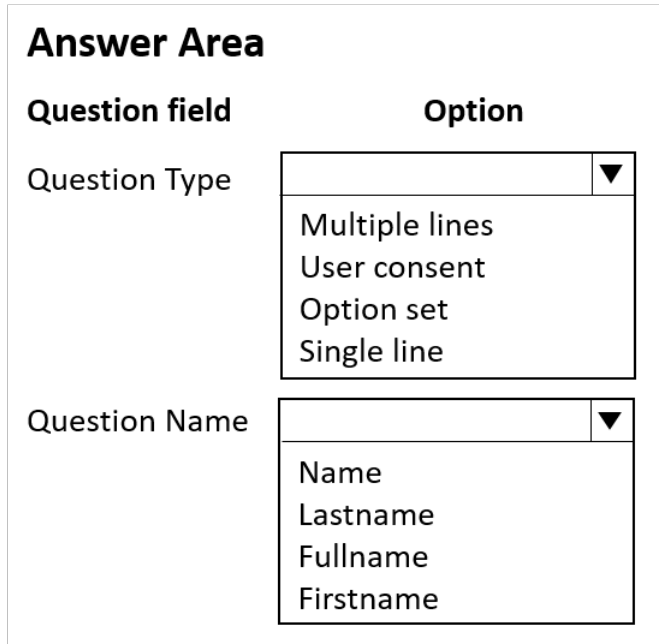 Answer Area
Question field Option
Question Type
Multiple lines
User consent
Option set
Single line
Question Name
Name
Lastname
Fullname
Firstname